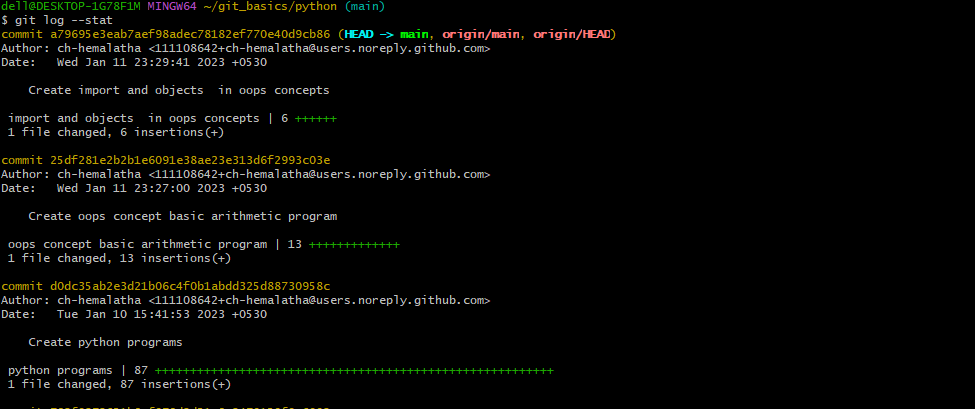 dell@DESKTOP-1G78F1M MINGW64 ~/git_basics/python (main)
$ git log --stat
commit a79695e3eab7aef98adec78182ef770e40d9cb86 (HEAD -> main, origin/main, origin/HEAD)
Author: ch-hemalatha <111108642+ch-hemalatha@users.noreply.github.com>
Date:   Wed Jan 11 23:29:41 2023 +0530
    Create import and objects  in oops concepts
 import and objects  in oops concepts | 6 ++++++
 1 file changed, 6 insertions(+)
commit 25df281e2b2b1e6091e38ae23e313d6f2993c03e
Author: ch-hemalatha <111108642+ch-hemalatha@users.noreply.github.com>
Date:   Wed Jan 11 23:27:00 2023 +0530
    Create oops concept basic arithmetic program
 oops concept basic arithmetic program | 13 +++++++++++++
 1 file changed, 13 insertions(+)
commit d0dc35ab2e3d21b06c4f0b1abdd325d88730958c
Author: ch-hemalatha <111108642+ch-hemalatha@users.noreply.github.com>
Date:   Tue Jan 10 15:41:53 2023 +0530
    Create python programs
 python programs | 87 +++++++++++++++++++++++++++++++++++++++++++++++++++++++++
 1 file changed, 87 insertions(+)